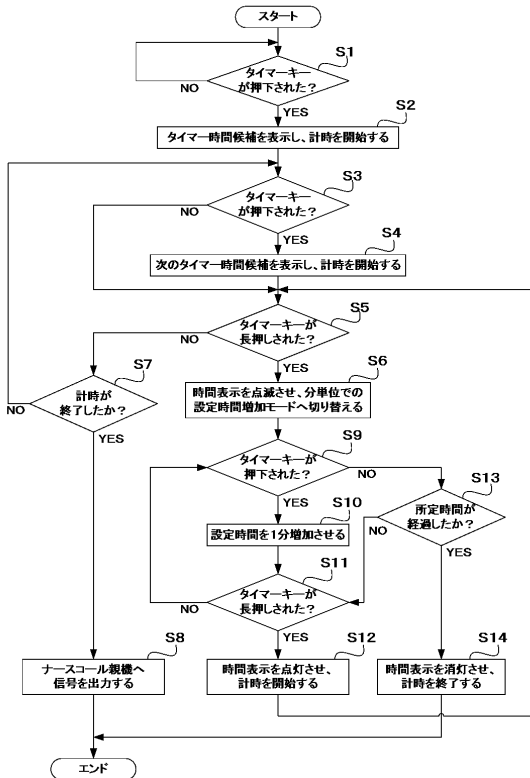 スタート
S1
タイマーキー
が押下された？
NO
YES
S2
タイマー時間候補を表示し、計時を開始する
S3
タイマーキー
が押下された？
NO
YES
S4
次のタイマー時間候補を表示し、計時を開始する
S5
タイマーキーが
長押しされた？
NO
YES
S6
時間表示を点滅させ、分単位での
設定時間増加モードへ切り替える
S7
計時が
終了したか？
NO
YES
S9
タイマーキーが
押下された？
NO
YES
S13
所定時間が
経過したか？
NO
YES
S10
設定時間を1分増加させる
S11
タイマーキーが
長押しされた？
NO
YES
S8
ナースコール親機へ
信号を出力する
S12
時間表示を点灯させ、
計時を開始する
S14
時間表示を消灯させ、
計時を終了する
エンド